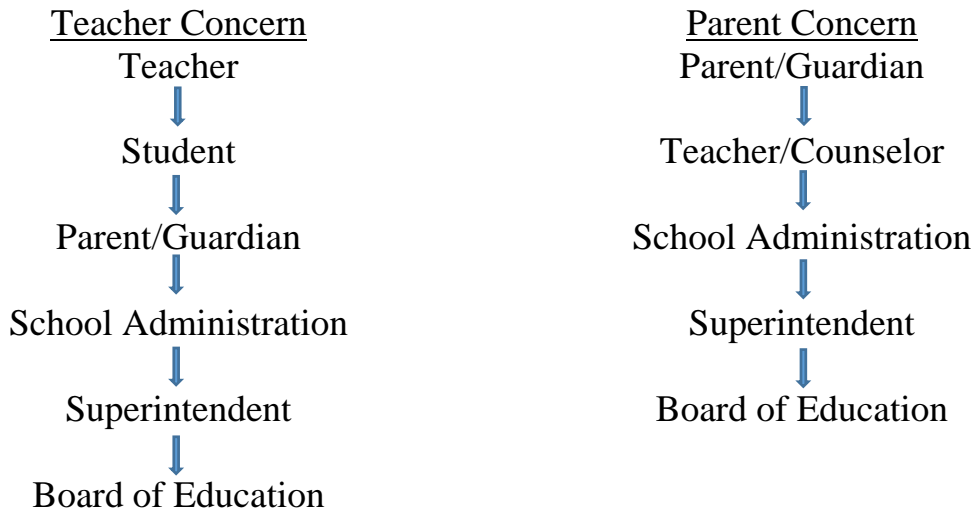 Teacher Concern
Teacher
Student
Parent/Guardian
School Administration
Superintendent
Board of Education
Parent Concern
Parent/Guardian
Teacher/Counselor
School Administration
Superintendent
Board of Education